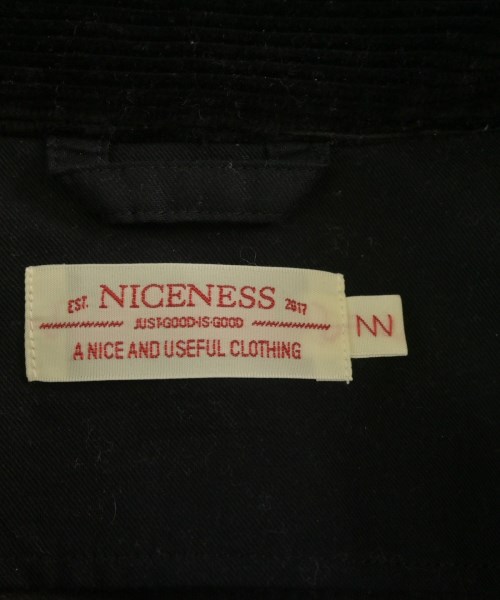 EST. NICENESS 2017
JUST·GOOD·IS·GOOD
A NICE AND USEFUL CLOTHING